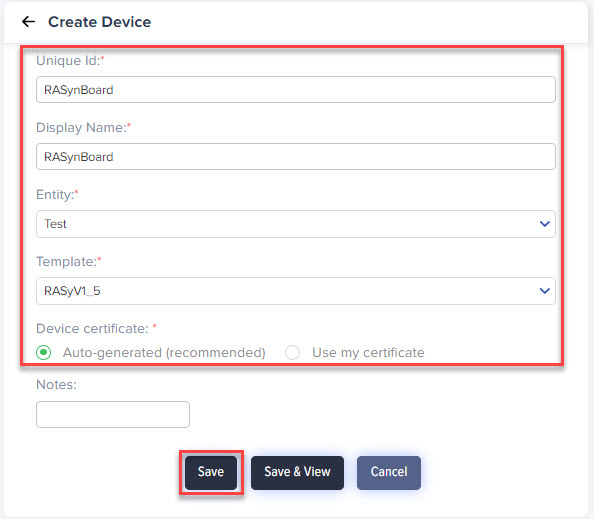 Create Device
Unique Id:*
RASynBoard
Display Name:*
RASynBoard
Entity:*
Test
Template:*
RASyV1_5
Device certificate: *
Auto-generated (recommended) Use my certificate
Notes:
Save Save & View Cancel